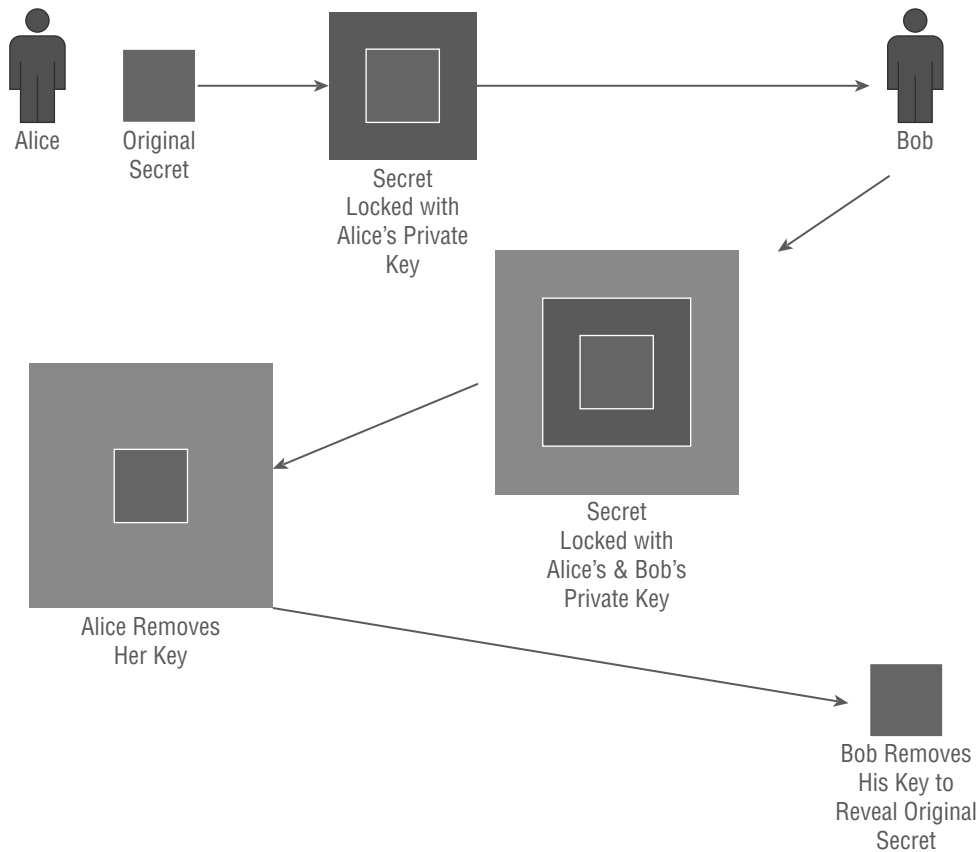 Alice
Original
Secret
Secret
Locked with
Alice's Private
Key
Bob
Secret
Locked with
Alice's & Bob's
Private Key
Alice Removes
Her Key
Bob Removes
His Key to
Reveal Original
Secret